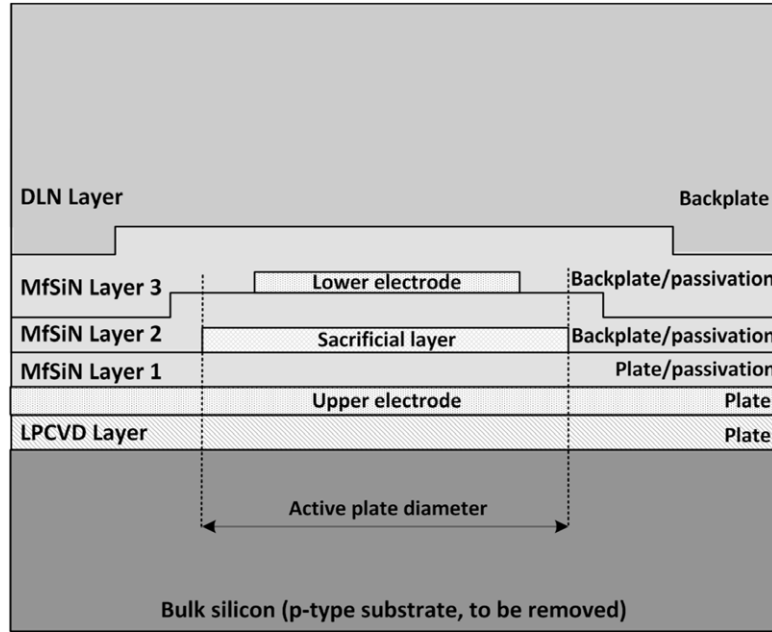 DLN Layer Backplate
Lower electrode Backplate/passivation
MfSiN Layer 3
MfSiN Layer 2 Sacrificial layer Backplate/passivation
MfSiN Layer 1 Plate/passivation
Upper electrode Plate
LPCVD Layer Plate
Active plate diameter
Bulk silicon (p-type substrate, to be removed)